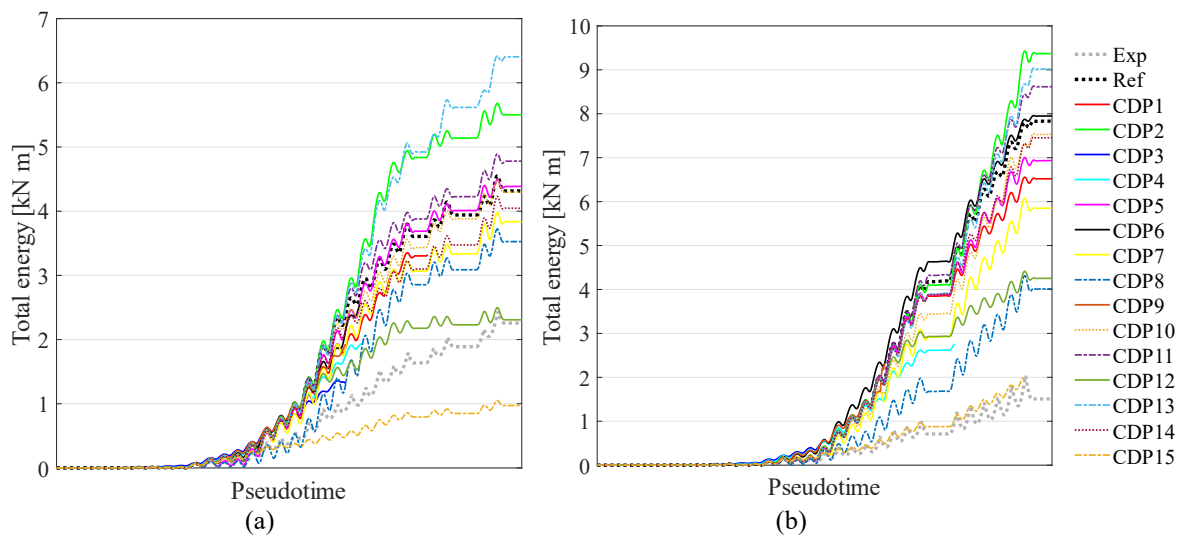 7
6
5
4
3
2
1
0
Total energy [kN m]
Pseudotime
(a)
10
9
8
7
6
5
4
3
2
1
0
Total energy [kN m]
Pseudotime
(b)
Exp
Ref
CDP1
CDP2
CDP3
CDP4
CDP5
CDP6
CDP7
CDP8
CDP9
CDP10
CDP11
CDP12
CDP13
CDP14
CDP15